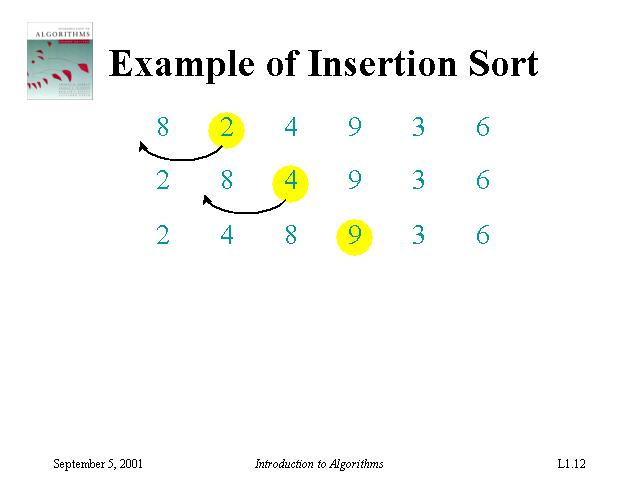 ALGORITHMS
Example of Insertion Sort
8 2 4 9 3 6
2 8 4 9 3 6
2 4 8 9 3 6
September 5, 2001 Introduction to Algorithms L1.12